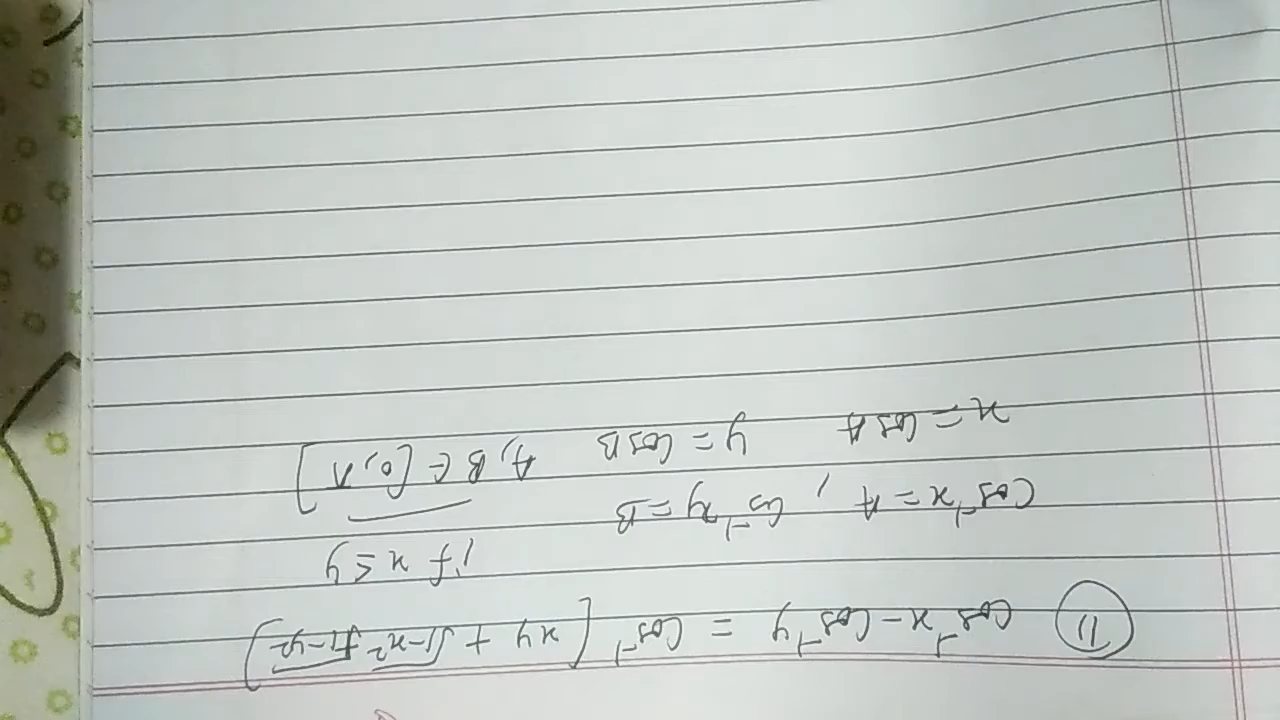 (11) Cos⁻¹x - Cos⁻¹y = Cos⁻¹ [xy + √1-x² √1-y²]
if x ≤ y
Cos⁻¹x = A , Cos⁻¹y = B
x = Cos A y = Cos B A, B ∈ [0, π]